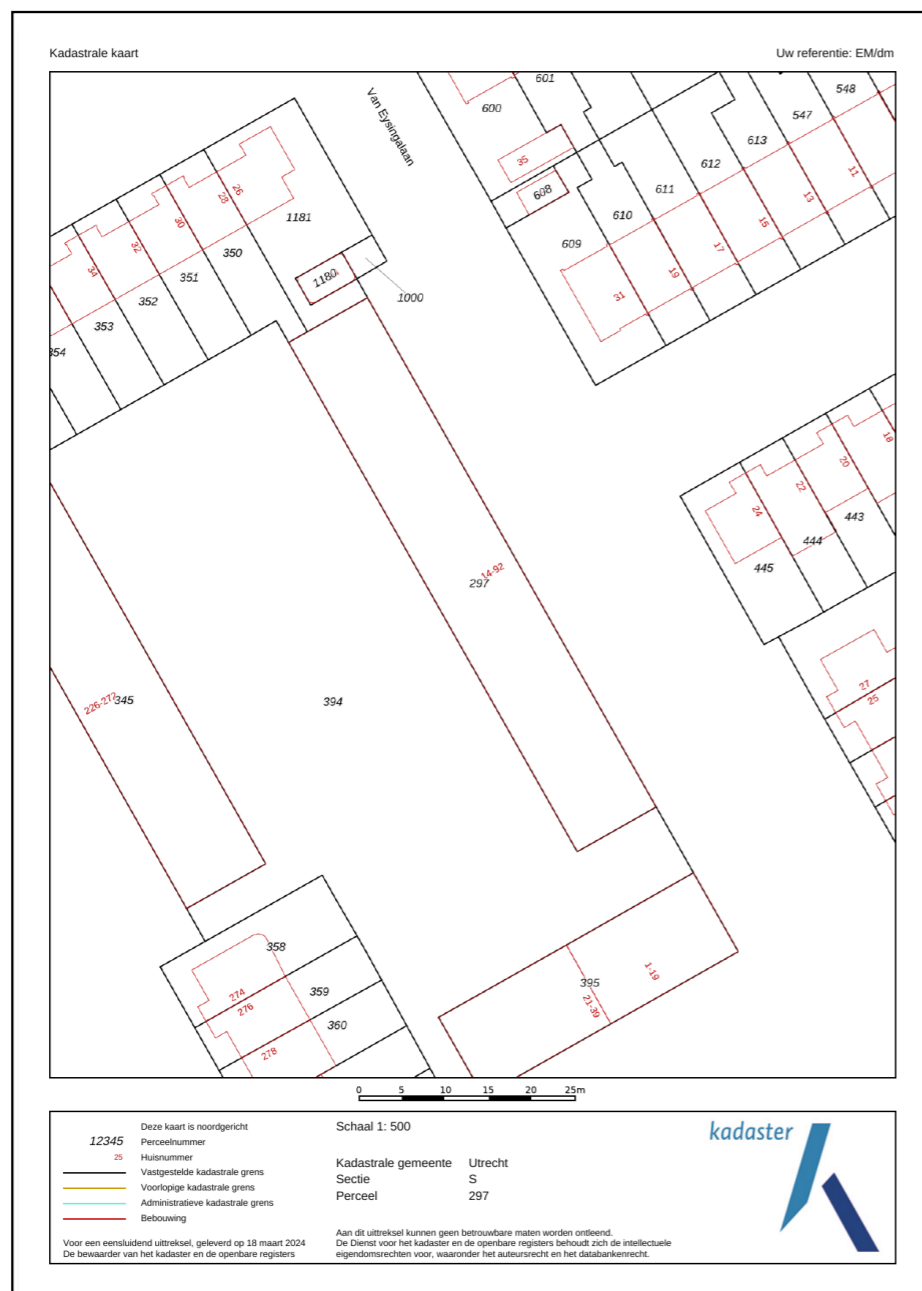 Kadastrale kaart
Uw referentie: EM/dm
Van Eysingalaan
600
601
548
547
613
612
611
610
609
608
35
31
19
17
15
13
11
26
28
30
32
34
1181
350
351
352
353
354
1180
1000
297
14-92
24
22
20
18
445
444
443
27
25
226-272
345
394
358
359
360
274
276
278
395
1-19
21-39
0 5 10 15 20 25m
Deze kaart is noordgericht
12345 Perceelnummer
25 Huisnummer
Vastgestelde kadastrale grens
Voorlopige kadastrale grens
Administratieve kadastrale grens
Bebouwing
Voor een eensluidend uittreksel, geleverd op 18 maart 2024
De bewaarder van het kadaster en de openbare registers
Schaal 1: 500
Kadastrale gemeente Utrecht
Sectie S
Perceel 297
Aan dit uittreksel kunnen geen betrouwbare maten worden ontleend.
De Dienst voor het kadaster en de openbare registers behoudt zich de intellectuele
eigendomsrechten voor, waaronder het auteursrecht en het databankenrecht.
kadaster